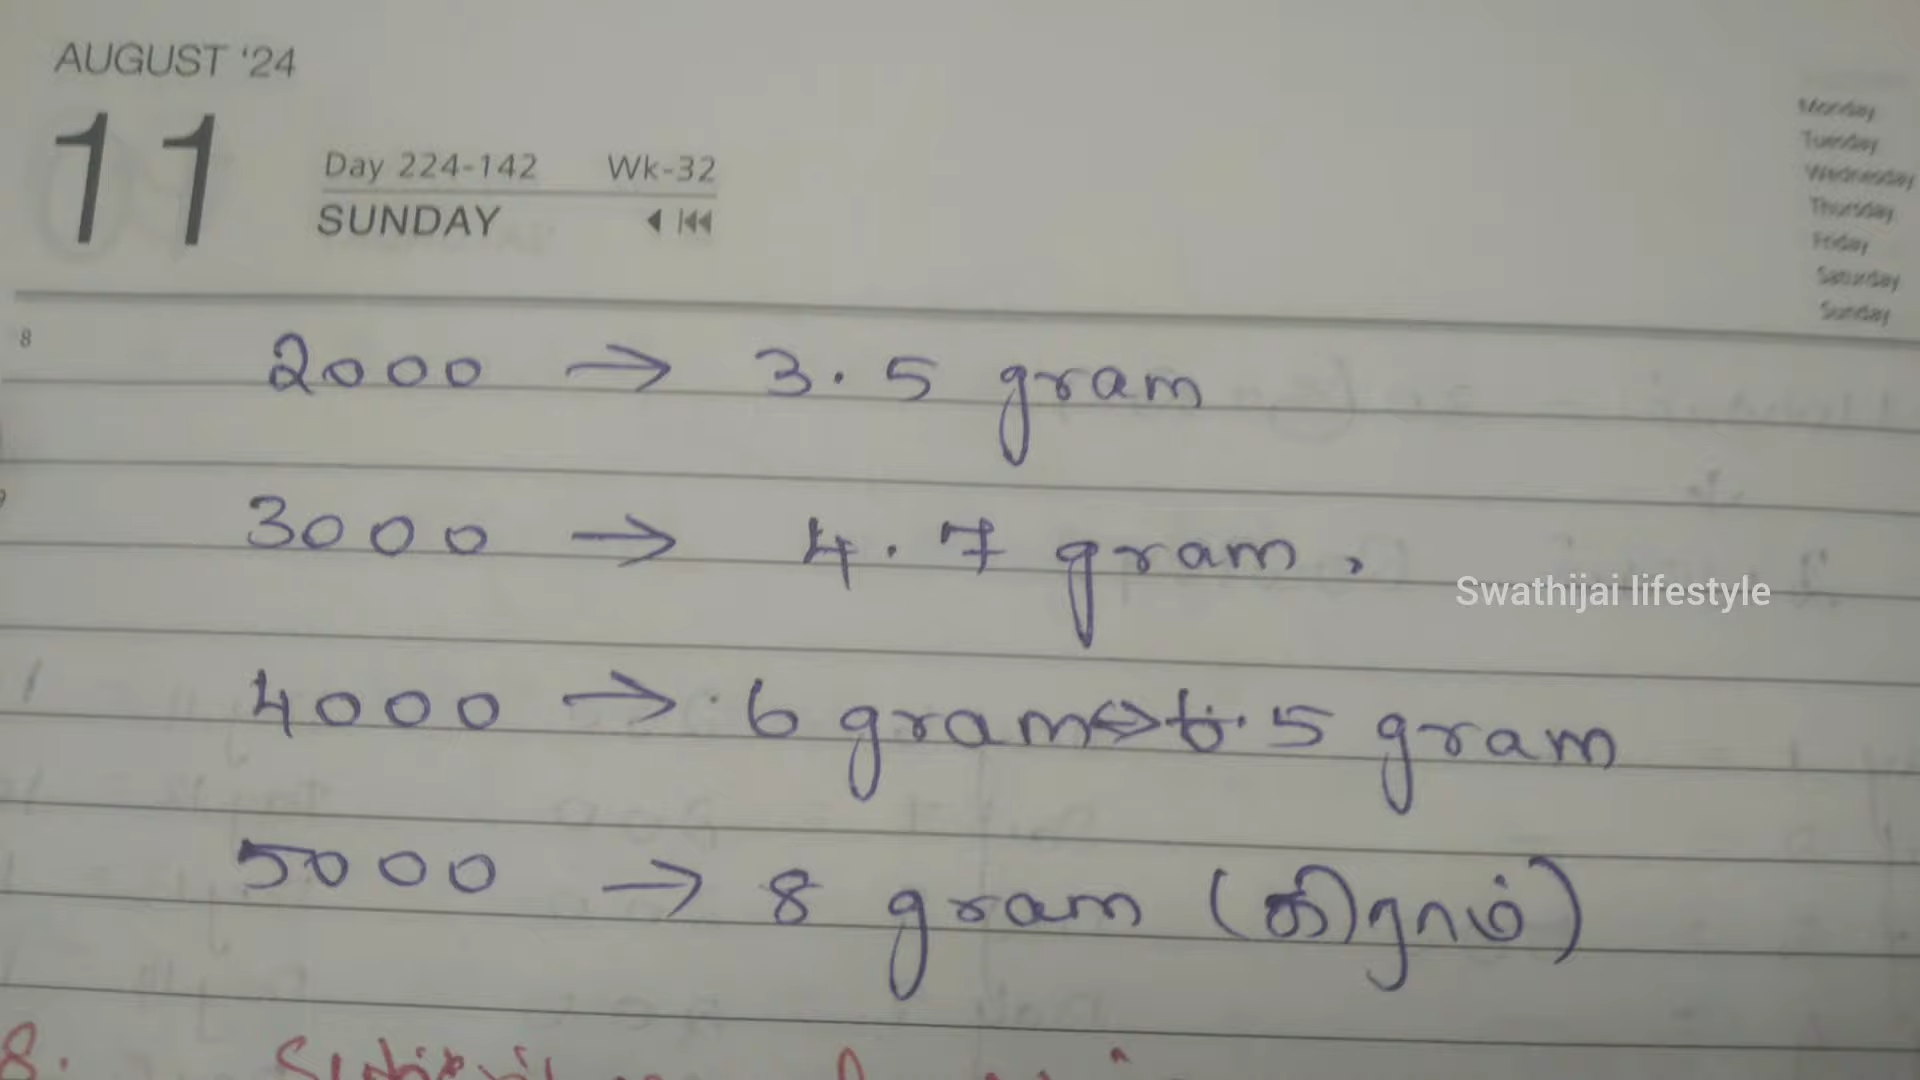 AUGUST '24
11
Day 224-142 Wk-32
SUNDAY
Monday
Tuesday
Wednesday
Thursday
Friday
Saturday
Sunday
8
2000 → 3.5 gram
3000 → 4.7 gram.
Swathijai lifestyle
4000 → 6 gram ↔ 6.5 gram
5000 → 8 gram (கிராம்)
8.